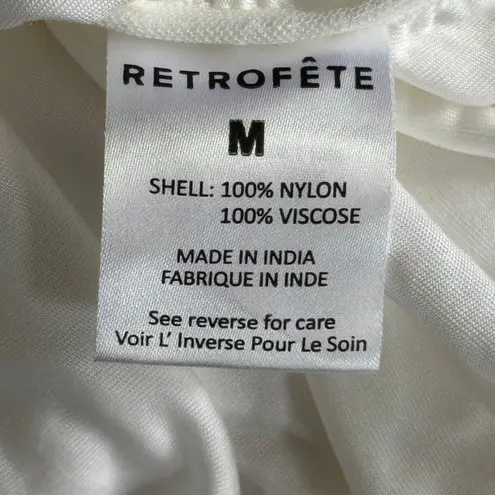 RETROFÊTE
M
SHELL: 100% NYLON
100% VISCOSE
MADE IN INDIA
FABRIQUE IN INDE
See reverse for care
Voir L' Inverse Pour Le Soin